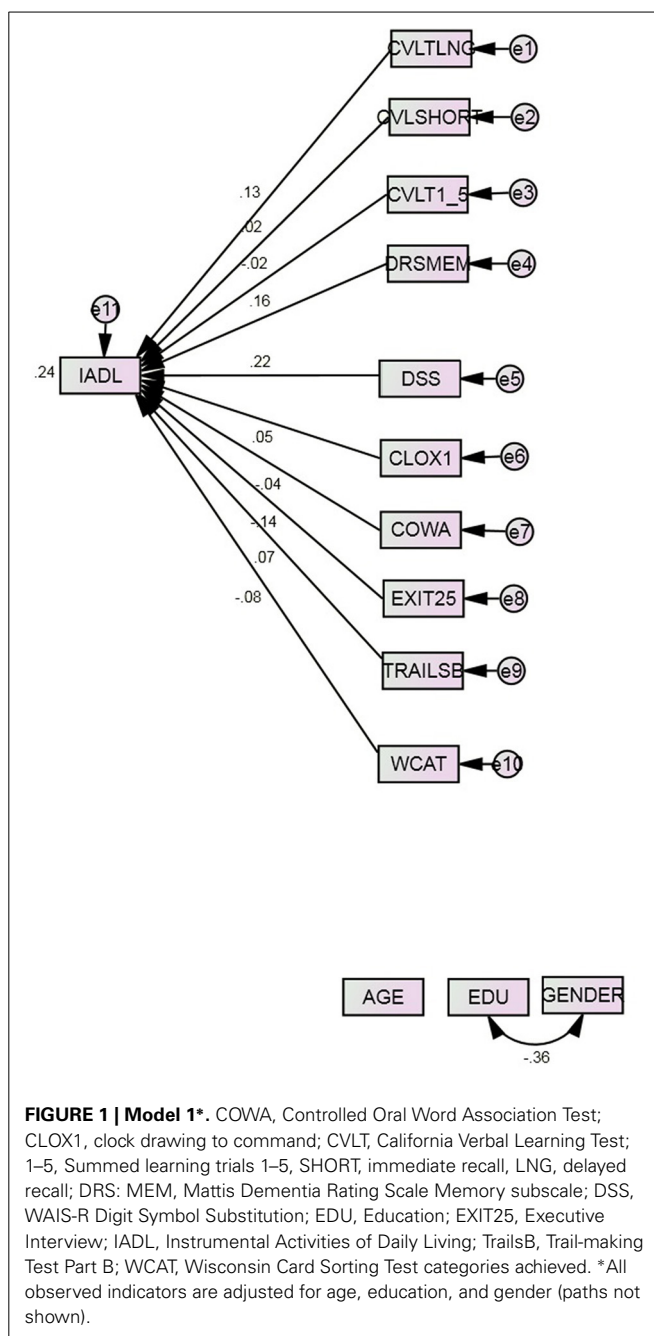 CVLTLNG e1
CVLSHORT e2
.13
CVLT1_5 e3
.02
-.02
DRSMEM e4
.16
e11
.24 IADL .22 DSS e5
.05 CLOX1 e6
-.04
-.14 COWA e7
.07
-.08 EXIT25 e8
TRAILSB e9
WCAT e10
AGE EDU GENDER
-.36
FIGURE 1 | Model 1*. COWA, Controlled Oral Word Association Test;
CLOX1, clock drawing to command; CVLT, California Verbal Learning Test;
1–5, Summed learning trials 1–5, SHORT, immediate recall, LNG, delayed
recall; DRS: MEM, Mattis Dementia Rating Scale Memory subscale; DSS,
WAIS-R Digit Symbol Substitution; EDU, Education; EXIT25, Executive
Interview; IADL, Instrumental Activities of Daily Living; TrailsB, Trail-making
Test Part B; WCAT, Wisconsin Card Sorting Test categories achieved. *All
observed indicators are adjusted for age, education, and gender (paths not
shown).